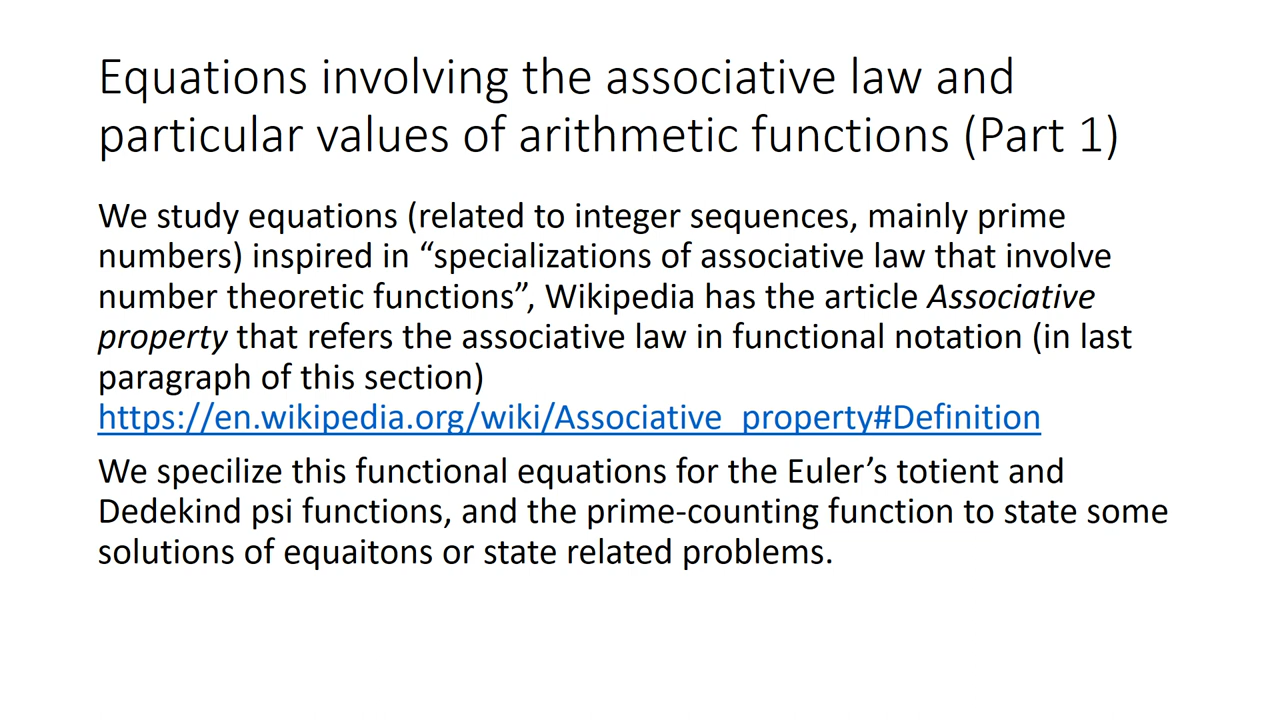 Equations involving the associative law and
particular values of arithmetic functions (Part 1)
We study equations (related to integer sequences, mainly prime
numbers) inspired in “specializations of associative law that involve
number theoretic functions”, Wikipedia has the article Associative
property that refers the associative law in functional notation (in last
paragraph of this section)
https://en.wikipedia.org/wiki/Associative_property#Definition
We specilize this functional equations for the Euler’s totient and
Dedekind psi functions, and the prime-counting function to state some
solutions of equaitons or state related problems.